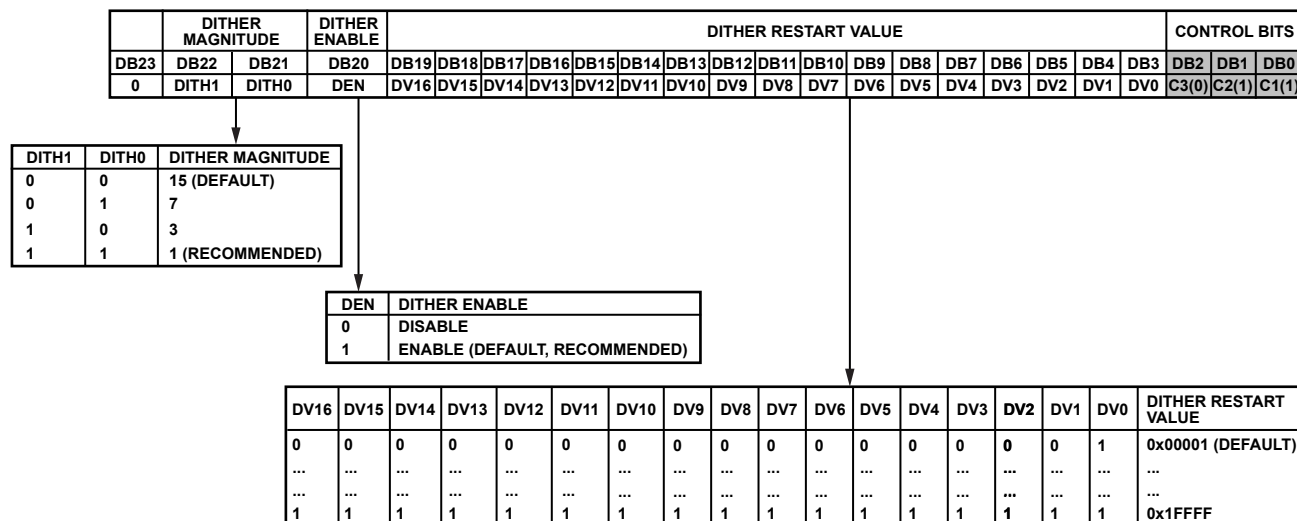 DITHER MAGNITUDE DITHER ENABLE DITHER RESTART VALUE CONTROL BITS
DB23 DB22 DB21 DB20 DB19 DB18 DB17 DB16 DB15 DB14 DB13 DB12 DB11 DB10 DB9 DB8 DB7 DB6 DB5 DB4 DB3 DB2 DB1 DB0
0 DITH1 DITH0 DEN DV16 DV15 DV14 DV13 DV12 DV11 DV10 DV9 DV8 DV7 DV6 DV5 DV4 DV3 DV2 DV1 DV0 C3(0) C2(1) C1(1)
DITH1 DITH0 DITHER MAGNITUDE
0 0 15 (DEFAULT)
0 1 7
1 0 3
1 1 1 (RECOMMENDED)
DEN DITHER ENABLE
0 DISABLE
1 ENABLE (DEFAULT, RECOMMENDED)
DV16 DV15 DV14 DV13 DV12 DV11 DV10 DV9 DV8 DV7 DV6 DV5 DV4 DV3 DV2 DV1 DV0 DITHER RESTART VALUE
0 0 0 0 0 0 0 0 0 0 0 0 0 0 0 0 1 0x00001 (DEFAULT)
... ... ... ... ... ... ... ... ... ... ... ... ... ... ... ... ... ...
... ... ... ... ... ... ... ... ... ... ... ... ... ... ... ... ... ...
1 1 1 1 1 1 1 1 1 1 1 1 1 1 1 1 1 0x1FFFF